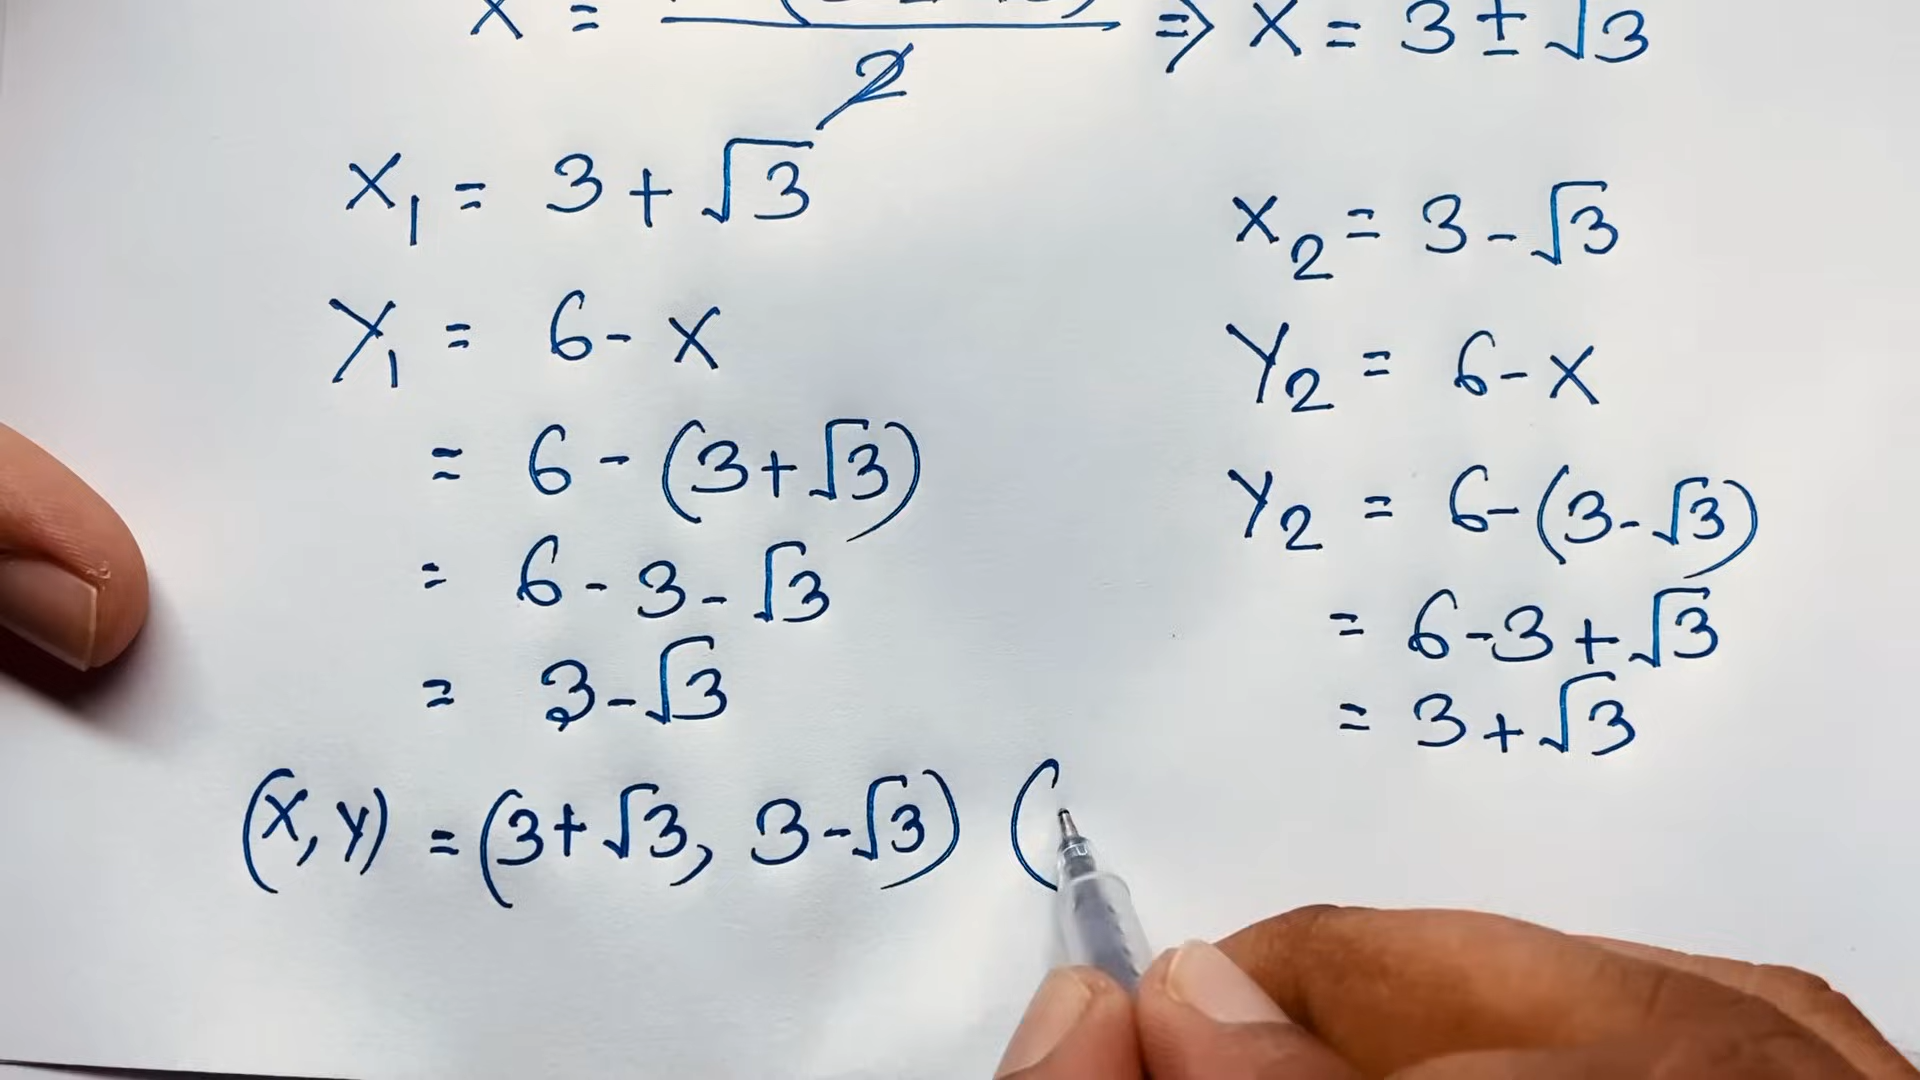 X = 2 => X = 3 ± √3
X₁ = 3 + √3
X₂ = 3 - √3
Y₁ = 6 - X
Y₂ = 6 - X
= 6 - (3 + √3)
Y₂ = 6 - (3 - √3)
= 6 - 3 - √3
= 6 - 3 + √3
= 3 - √3
= 3 + √3
(X, Y) = (3 + √3, 3 - √3) (